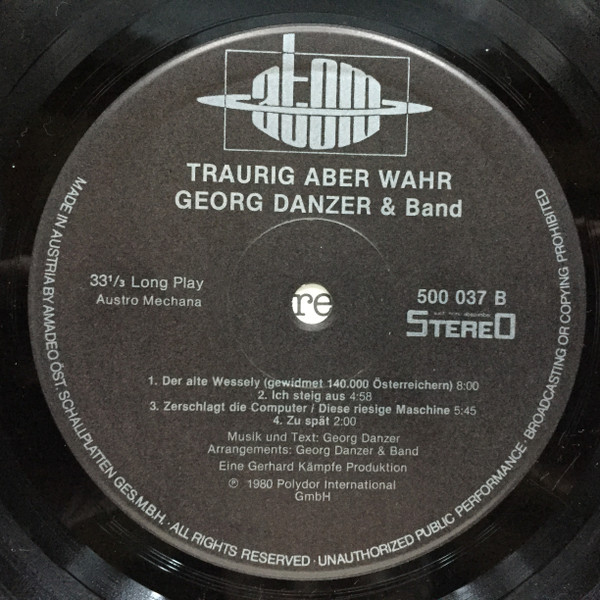 atom
TRAURIG ABER WAHR
GEORG DANZER & Band
33⅓ Long Play
Austro Mechana
re
500 037 B
STEREO
1. Der alte Wessely (gewidmet 140.000 Österreichern) 8:00
2. Ich steig aus 4:58
3. Zerschlagt die Computer / Diese riesige Maschine 5:45
4. Zu spät 2:00
Musik und Text: Georg Danzer
Arrangements: Georg Danzer & Band
Eine Gerhard Kämpfe Produktion
℗ 1980 Polydor International
GmbH
MADE IN AUSTRIA BY AMADEO ÖST. SCHALLPLATTEN GES.M.B.H. · ALL RIGHTS RESERVED · UNAUTHORIZED PUBLIC PERFORMANCE · BROADCASTING OR COPYING PROHIBITED